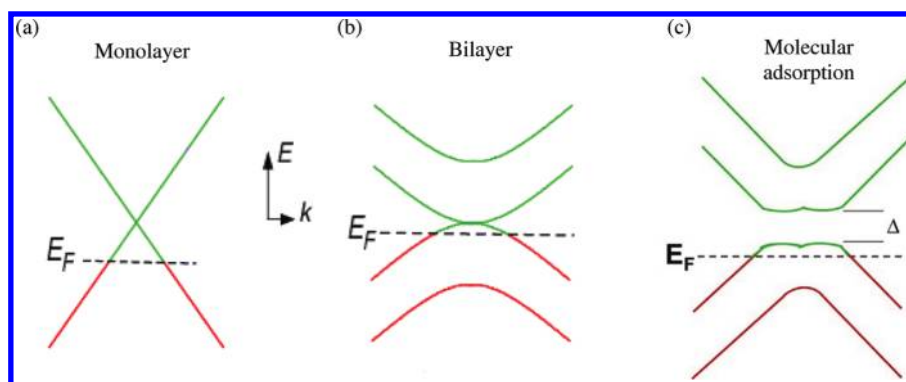 (a)
Monolayer
E
k
E_F
(b)
Bilayer
E_F
(c)
Molecular
adsorption
Δ
E_F